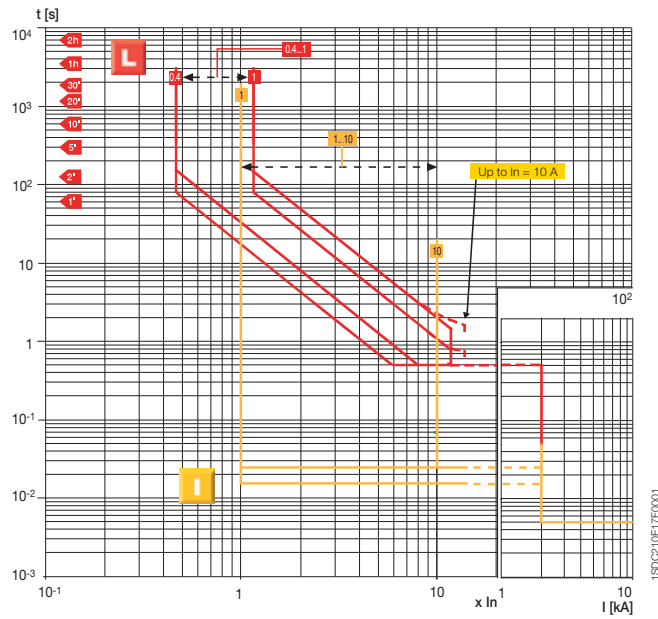 t [s]
10⁴
2h
L
0.4...1
1h
0.4
1
30'
20'
1
10³
10'
1...10
5'
2'
Up to In = 10 A
10²
1'
10
10
10²
1
10⁻¹
I
10⁻²
10⁻³
10⁻¹
1
10
x In
1
10
I [kA]
1SDC210E17F0001